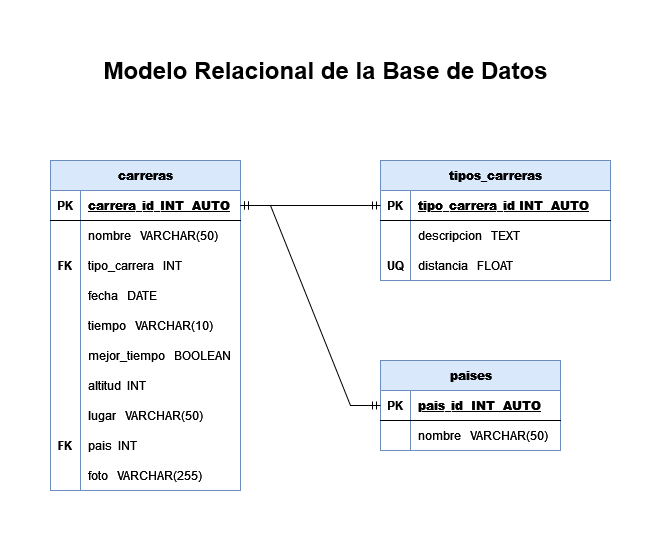 Modelo Relacional de la Base de Datos
carreras
PK carrera_id INT AUTO
nombre VARCHAR(50)
FK tipo_carrera INT
fecha DATE
tiempo VARCHAR(10)
mejor_tiempo BOOLEAN
altitud INT
lugar VARCHAR(50)
FK pais INT
foto VARCHAR(255)
tipos_carreras
PK tipo_carrera_id INT AUTO
descripcion TEXT
UQ distancia FLOAT
paises
PK pais_id INT AUTO
nombre VARCHAR(50)